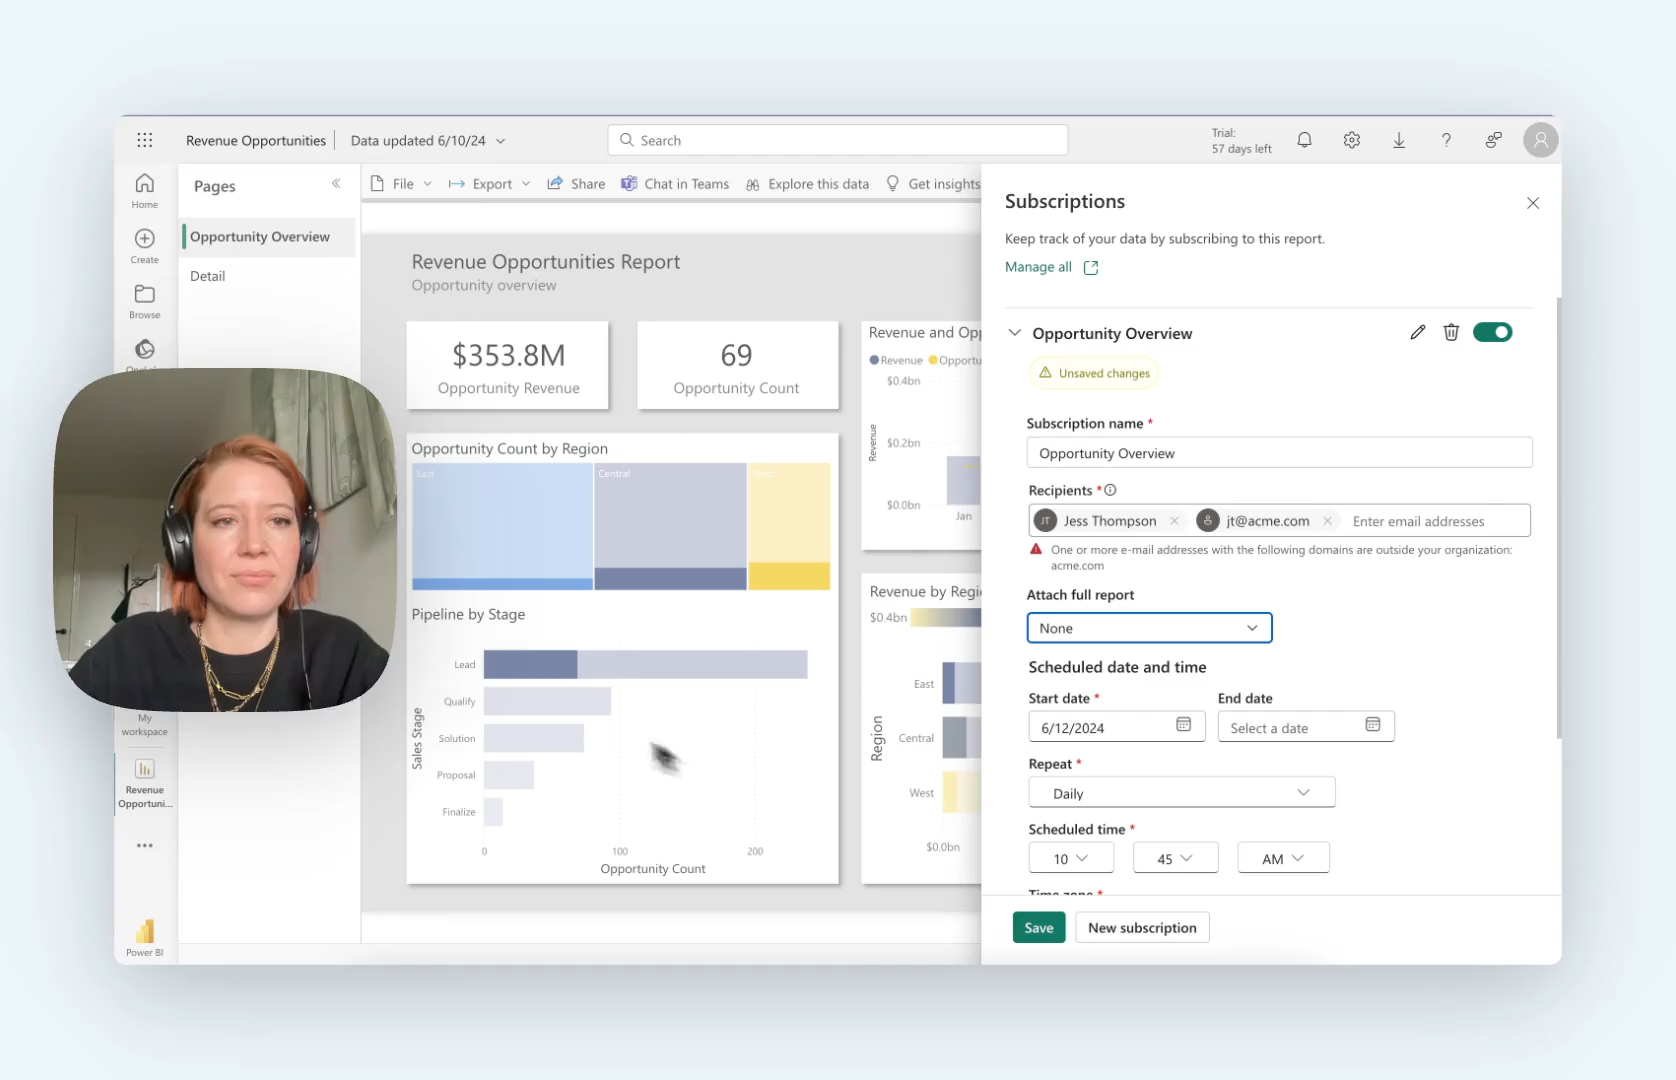 Revenue Opportunities
Data updated 6/10/24
Search
Trial:
57 days left
Home
Create
Browse
My
workspace
Revenue
Opportuni...
Power BI
Pages
Opportunity Overview
Detail
File
Export
Share
Chat in Teams
Explore this data
Get insights
Revenue Opportunities Report
Opportunity overview
$353.8M
Opportunity Revenue
69
Opportunity Count
Opportunity Count by Region
East
Central
West
Pipeline by Stage
Sales Stage
Lead
Qualify
Solution
Proposal
Finalize
0
100
200
Opportunity Count
Revenue and Opp
Revenue
Opportu
Revenue
$0.4bn
$0.2bn
$0.0bn
Jan
Revenue by Regi
$0.4bn
Region
East
Central
West
$0.0bn
Subscriptions
Keep track of your data by subscribing to this report.
Manage all
Opportunity Overview
Unsaved changes
Subscription name *
Opportunity Overview
Recipients *
JT
Jess Thompson
jt@acme.com
Enter email addresses
One or more e-mail addresses with the following domains are outside your organization:
acme.com
Attach full report
None
Scheduled date and time
Start date *
End date
6/12/2024
Select a date
Repeat *
Daily
Scheduled time *
10
45
AM
Time zone *
Save
New subscription